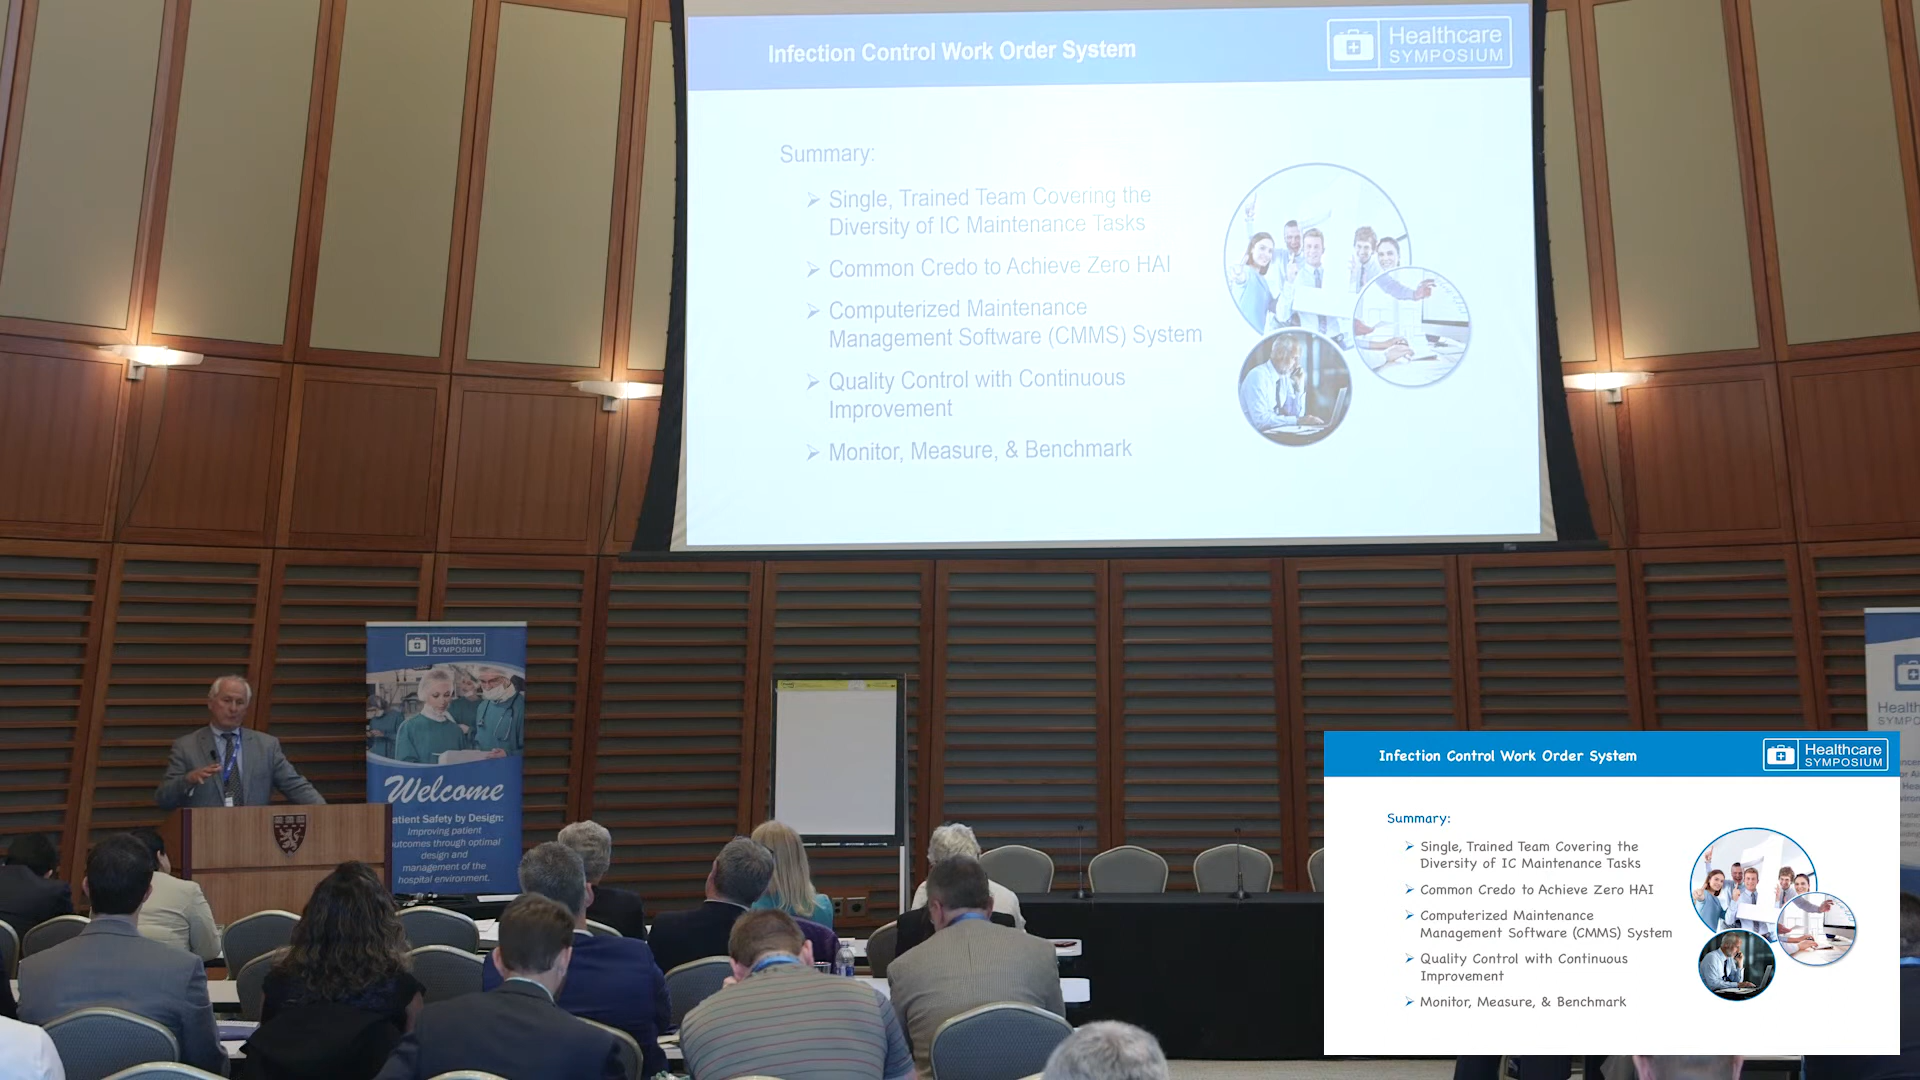 Infection Control Work Order System
Healthcare
SYMPOSIUM
Summary:
Single, Trained Team Covering the
Diversity of IC Maintenance Tasks
Common Credo to Achieve Zero HAI
Computerized Maintenance
Management Software (CMMS) System
Quality Control with Continuous
Improvement
Monitor, Measure, & Benchmark
Healthcare
SYMPOSIUM
Welcome
atient Safety by Design:
Improving patient
utcomes through optimal
design and
management of the
hospital environment.
Health
SYMPO
Infection Control Work Order System
Healthcare
SYMPOSIUM
Summary:
Single, Trained Team Covering the
Diversity of IC Maintenance Tasks
Common Credo to Achieve Zero HAI
Computerized Maintenance
Management Software (CMMS) System
Quality Control with Continuous
Improvement
Monitor, Measure, & Benchmark